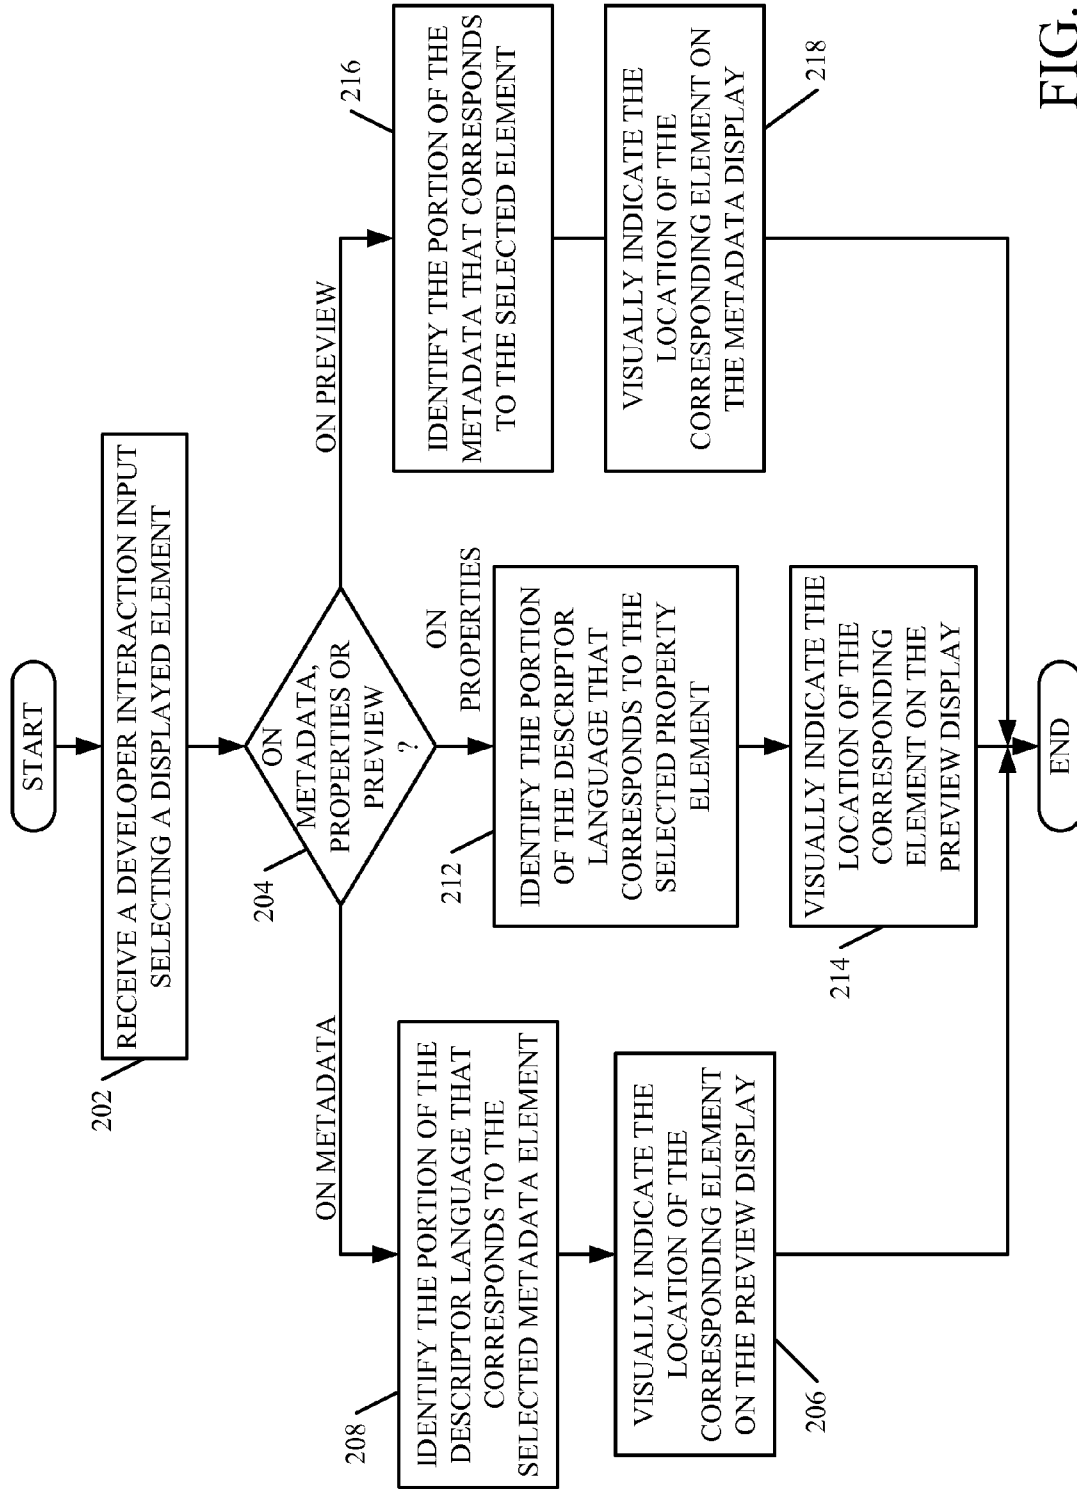 START
202
RECEIVE A DEVELOPER INTERACTION INPUT
SELECTING A DISPLAYED ELEMENT
204
ON
METADATA,
PROPERTIES OR
PREVIEW
?
ON METADATA
208
IDENTIFY THE PORTION OF THE
DESCRIPTOR LANGUAGE THAT
CORRESPONDS TO THE
SELECTED METADATA ELEMENT
206
VISUALLY INDICATE THE
LOCATION OF THE
CORRESPONDING ELEMENT
ON THE PREVIEW DISPLAY
ON
PROPERTIES
212
IDENTIFY THE PORTION
OF THE DESCRIPTOR
LANGUAGE THAT
CORRESPONDS TO THE
SELECTED PROPERTY
ELEMENT
214
VISUALLY INDICATE THE
LOCATION OF THE
CORRESPONDING
ELEMENT ON THE
PREVIEW DISPLAY
ON PREVIEW
216
IDENTIFY THE PORTION OF THE
METADATA THAT CORRESPONDS
TO THE SELECTED ELEMENT
218
VISUALLY INDICATE THE
LOCATION OF THE
CORRESPONDING ELEMENT ON
THE METADATA DISPLAY
END
FIG.